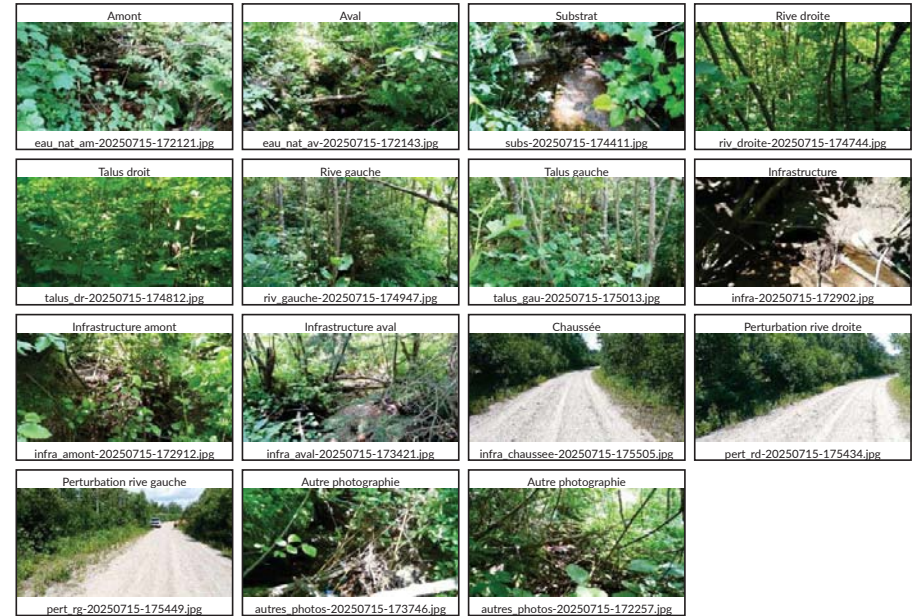 Amont
Aval
Substrat
Rive droite
eau_nat_am-20250715-172121.jpg
eau_nat_av-20250715-172143.jpg
subs-20250715-174411.jpg
riv_droite-20250715-174744.jpg
Talus droit
Rive gauche
Talus gauche
Infrastructure
talus_dr-20250715-174812.jpg
riv_gauche-20250715-174947.jpg
talus_gau-20250715-175013.jpg
infra-20250715-172902.jpg
Infrastructure amont
Infrastructure aval
Chaussée
Perturbation rive droite
infra_amont-20250715-172912.jpg
infra_aval-20250715-173421.jpg
infra_chaussee-20250715-175505.jpg
pert_rd-20250715-175434.jpg
Perturbation rive gauche
Autre photographie
Autre photographie
pert_rg-20250715-175449.jpg
autres_photos-20250715-173746.jpg
autres_photos-20250715-172257.jpg